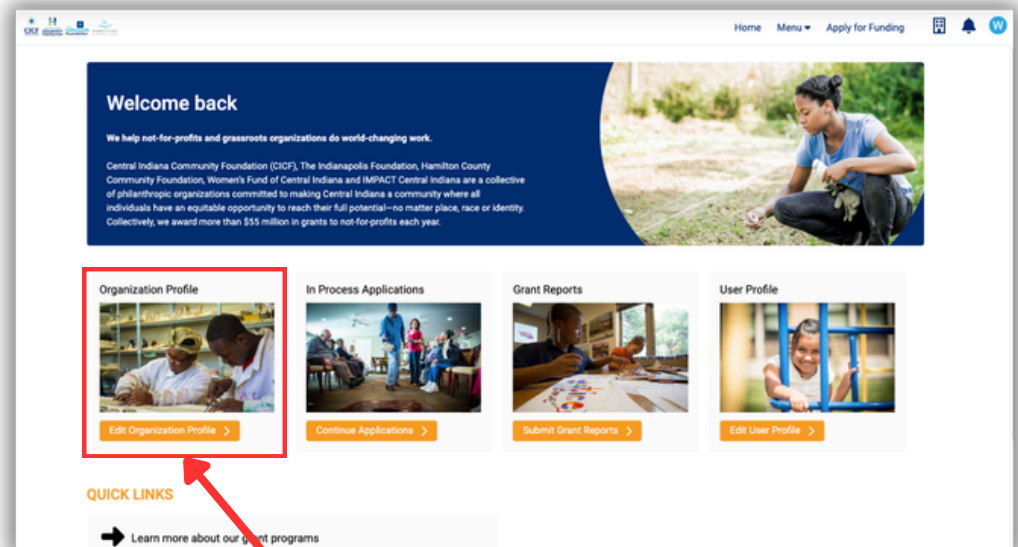 CICF
Home Menu Apply for Funding
W
Welcome back
We help not-for-profits and grassroots organizations do world-changing work.
Central Indiana Community Foundation (CICF), The Indianapolis Foundation, Hamilton County
Community Foundation, Women's Fund of Central Indiana and IMPACT Central Indiana are a collective
of philanthropic organizations committed to making Central Indiana a community where all
individuals have an equitable opportunity to reach their full potential—no matter place, race or identity.
Collectively, we award more than $55 million in grants to not-for-profits each year.
Organization Profile
In Process Applications
Grant Reports
User Profile
Edit Organization Profile
Continue Applications
Submit Grant Reports
Edit User Profile
QUICK LINKS
Learn more about our grant programs